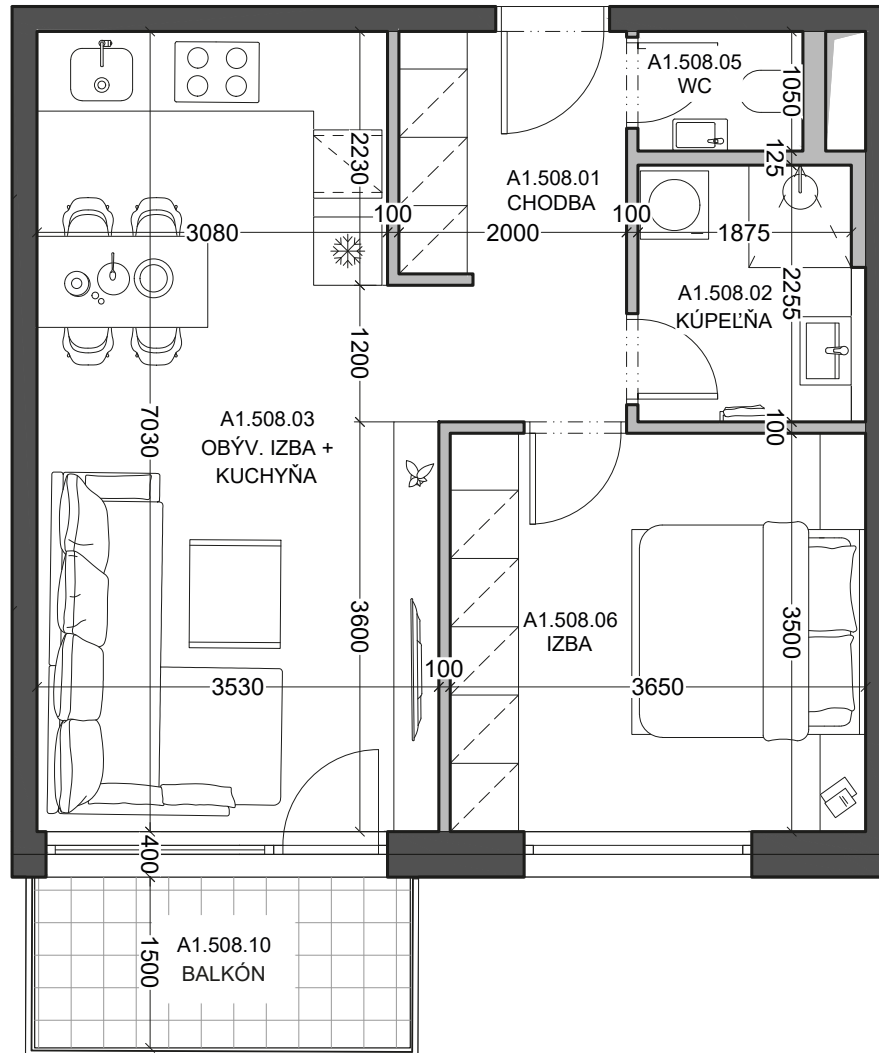 A1.508.05
WC
1050
125
2230
A1.508.01
CHODBA
3080
100
2000
100
1875
A1.508.02
KÚPEĽŇA
2255
1200
7030
A1.508.03
OBÝV. IZBA +
KUCHYŇA
100
3600
A1.508.06
IZBA
3500
3530
100
3650
400
A1.508.10
BALKÓN
1500